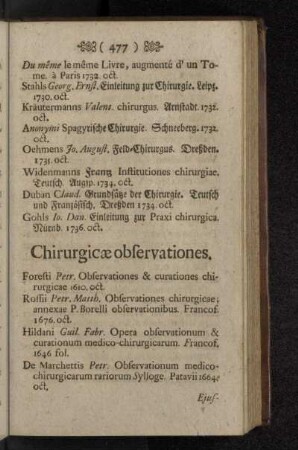 ( 477 )
Du même le même Livre, augmenté d' un To-
me. à Paris 1732. oct.
Stahls Georg. Ernst. Einleitung zur Chirurgie. Leipz.
1730. oct.
Kräutermanns Valent. chirurgus. Arnstadt. 1732.
oct.
Anonymi Spagyrische Chirurgie. Schneeberg. 1732.
oct.
Oehmens Jo. August, Feld-Chirurgus. Dreßden.
1731. oct.
Widenmanns Frantz Institutiones chirurgiae.
Teutsch. Augsp. 1734. oct.
Duban Claud. Grundsätze der Chirurgie. Teutsch
und Französisch, Dreßden 1734. oct.
Gohls Jo. Dan. Einleitung zur Praxi chirurgica.
Nürnb. 1736. oct.
Chirurgicæ observationes.
Foresti Petr. Observationes & curationes chi-
rurgicae 1610. oct.
Rossii Petr. Matth. Observationes chirurgicae,
annexae P. Borelli observationibus. Francof.
1676. oct.
Hildani Guil. Fabr. Opera observationum &
curationum medico-chirurgicarum. Francof.
1646 fol.
De Marchettis Petr. Observationum medico-
chirurgicarum rariorum Sylloge. Patavii 1664.
oct.
Ejus-